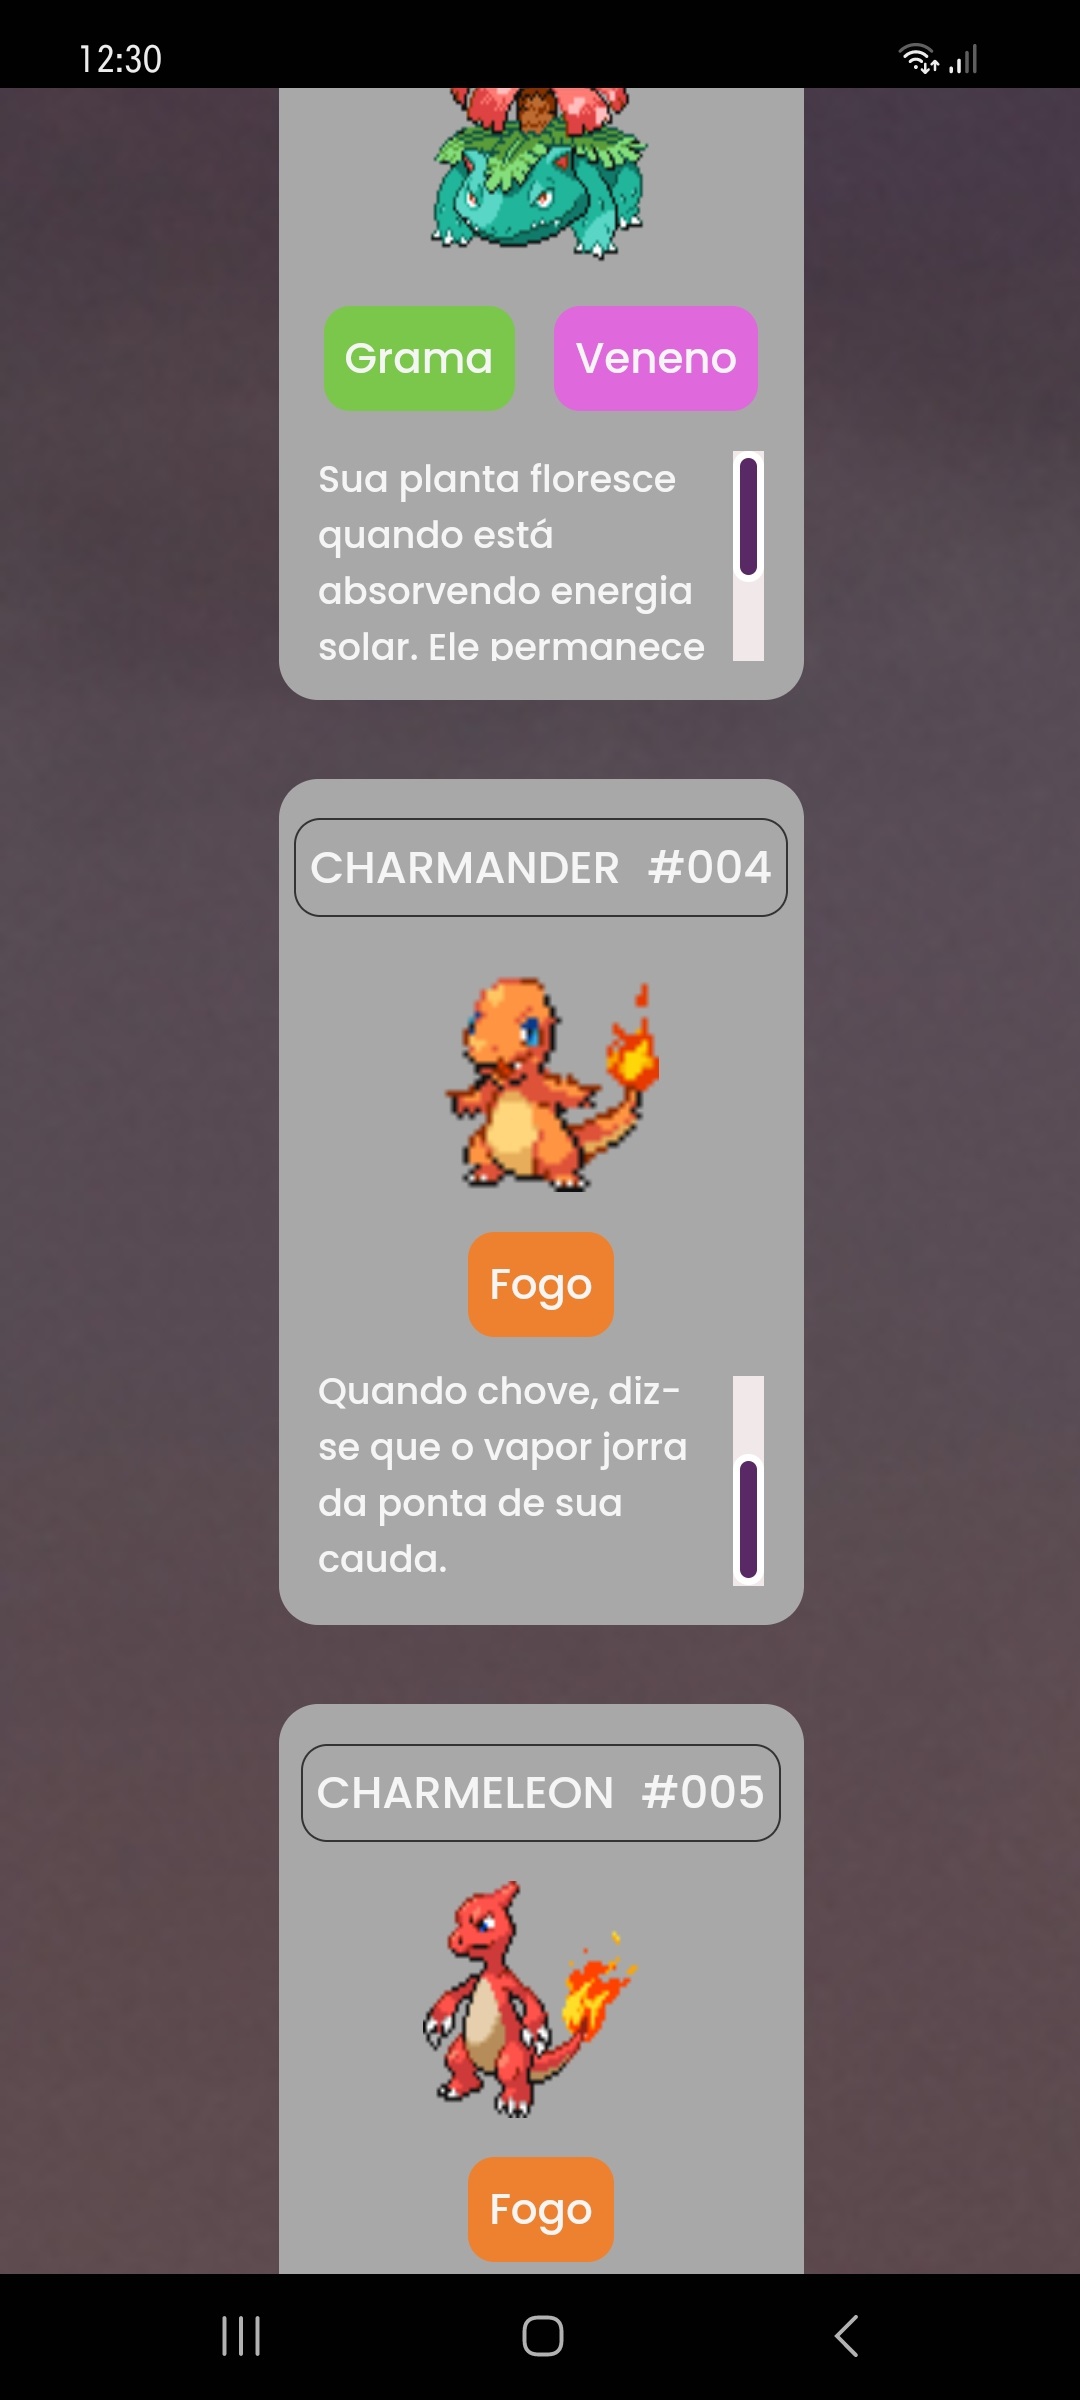 12:30
Grama Veneno
Sua planta floresce
quando está
absorvendo energia
solar. Ele permanece
CHARMANDER #004
Fogo
Quando chove, diz-
se que o vapor jorra
da ponta de sua
cauda.
CHARMELEON #005
Fogo